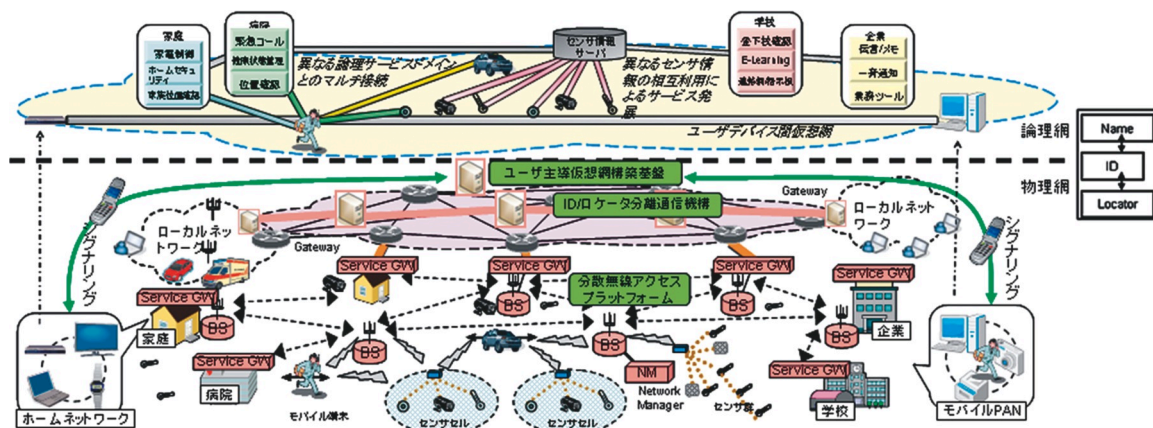 家庭
家電制御
ホームセキュ
リティ
家族位置確認
病院
緊急コール
健康状態管理
位置確認
異なる論理サービスドメイン
とのマルチ接続
センサ情報
サーバ
異なるセンサ情
報の相互利用に
よるサービス発
展
学校
登下校確認
E-Learning
企業
伝言/メモ
一斉通知
業務ツール
ユーザデバイス間仮想網
論理網
物理網
Name
ID
Locator
ユーザ主導仮想網構築基盤
ID/ロケータ分離通信機構
Gateway
Gateway
ローカルネッ
トワーク
ローカルネット
ワーク
シグナリング
シグナリング
Service GW
Service GW
Service GW
Service GW
Service GW
Service GW
Service GW
分散無線アクセス
プラットフォーム
BS
BS
BS
BS
BS
BS
家庭
企業
病院
学校
NM
Network
Manager
センサ群
モバイル端末
センサセル
センサセル
ホームネットワーク
モバイルPAN